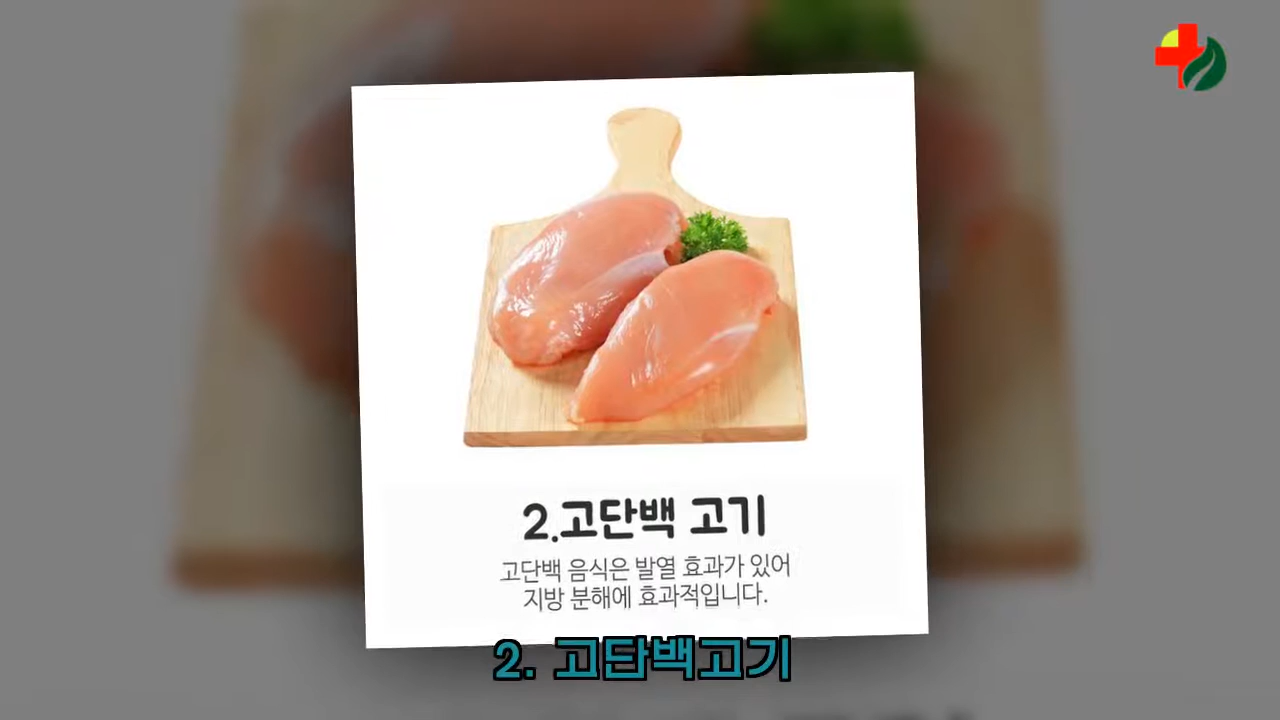 2.고단백 고기
고단백 음식은 발열 효과가 있어
지방 분해에 효과적입니다.
2. 고단백고기